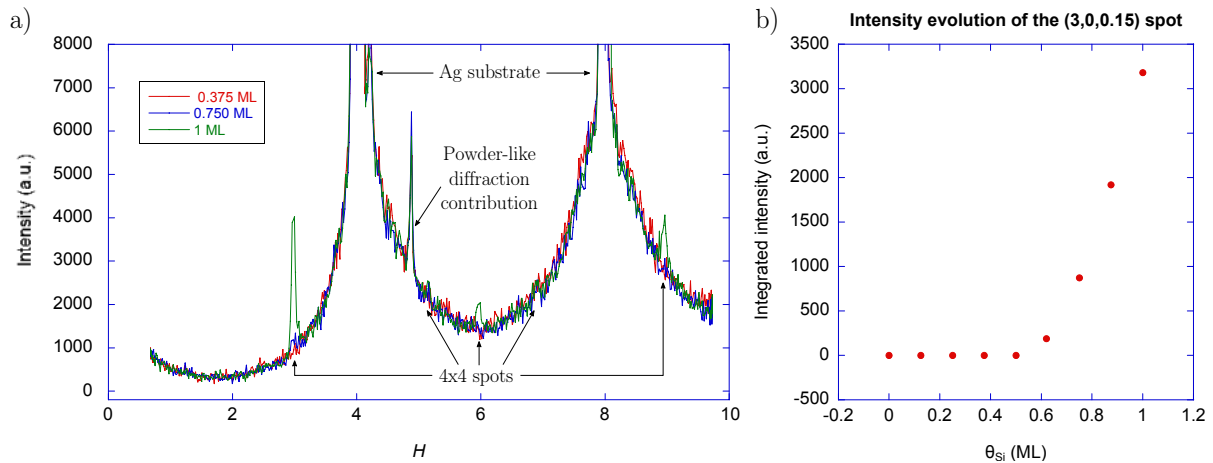 a)
Intensity (a.u.)
8000
7000
6000
5000
4000
3000
2000
1000
0
0.375 ML
0.750 ML
1 ML
Ag substrate
Powder-like
diffraction
contribution
4x4 spots
0
2
4
6
8
10
H
b)
Intensity evolution of the (3,0,0.15) spot
Integrated intensity (a.u.)
3500
3000
2500
2000
1500
1000
500
0
-500
-0.2
0
0.2
0.4
0.6
0.8
1
1.2
θSi (ML)